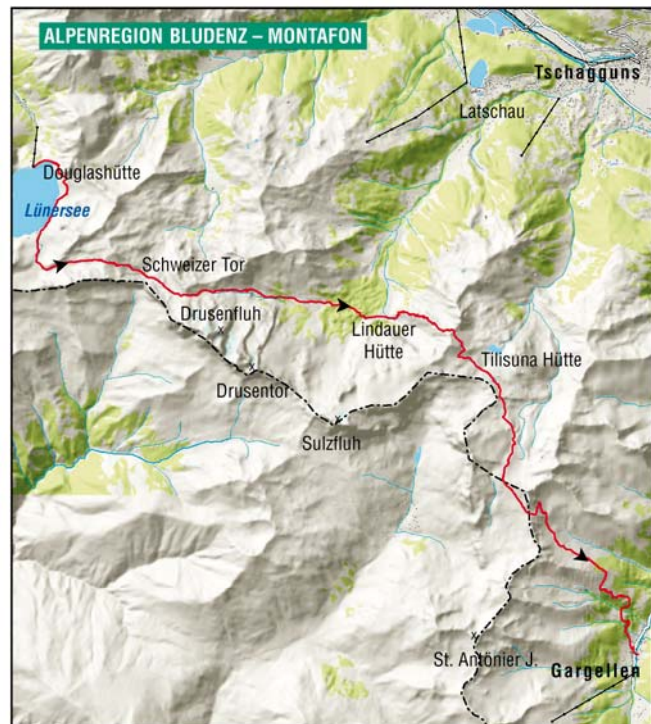 ALPENREGION BLUDENZ – MONTAFON
Tschagguns
Latschau
Douglashütte
Lünersee
Schweizer Tor
Drusenfluh
Lindauer
Hütte
Tilisuna Hütte
Drusentor
Sulzfluh
St. Antönier J.
Gargellen